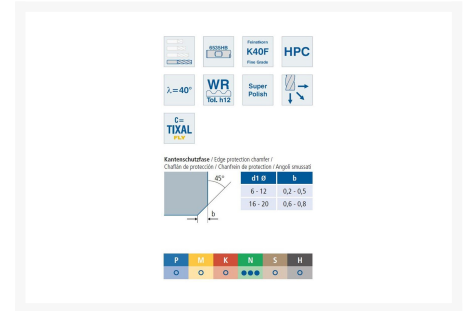 6535HB
Feinstkorn
K40F
Fine Grade
HPC
λ=40°
WR
Tol. h12
Super
Polish
C=
TIXAL
FLY
Kantenschutzfase / Edge protection chamfer /
Chaflán de protección / Chanfrein de protection / Angoli smussati
45°
b
d1 Ø b
6 - 12 0,2 - 0,5
16 - 20 0,6 - 0,8
P M K N S H